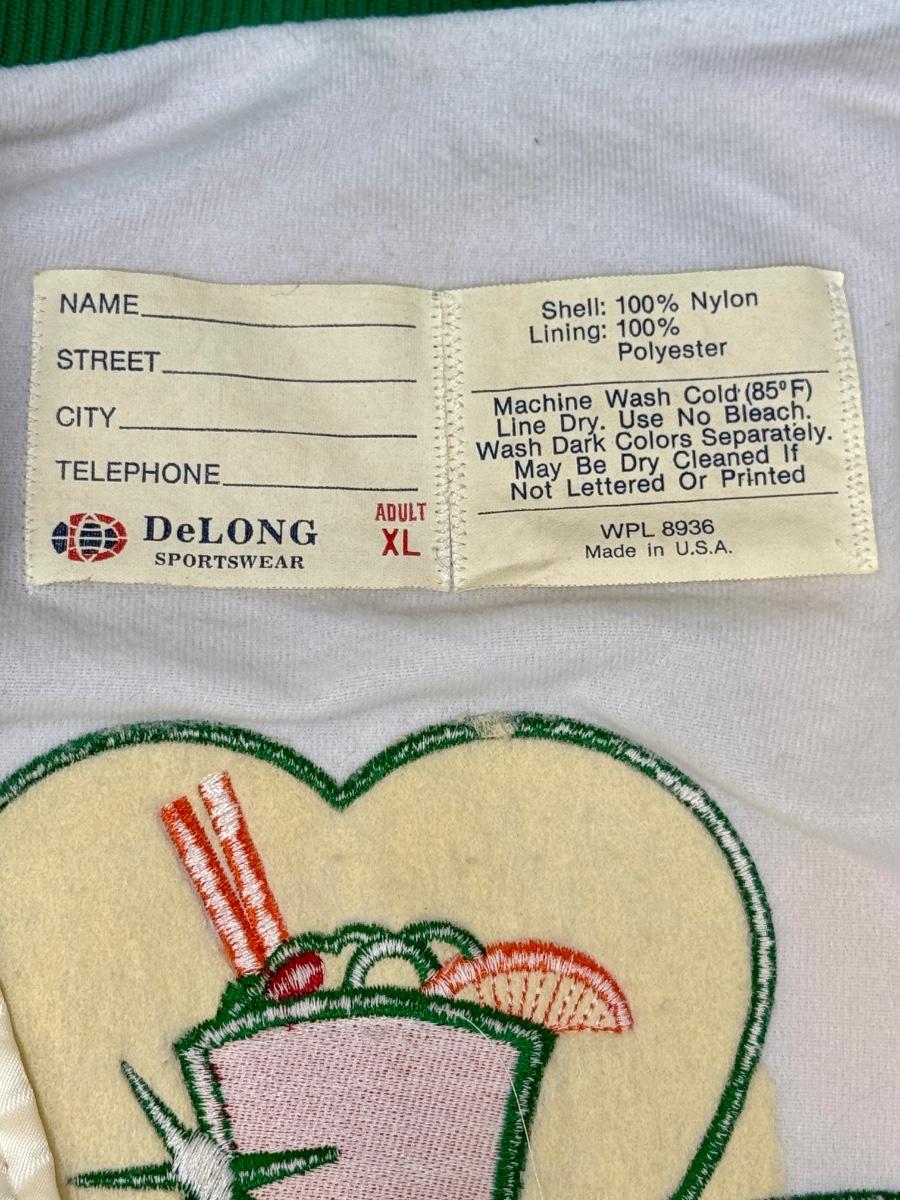 NAME
STREET
CITY
TELEPHONE
DeLONG
SPORTSWEAR
ADULT
XL
Shell: 100% Nylon
Lining: 100%
Polyester
Machine Wash Cold (85°F)
Line Dry. Use No Bleach.
Wash Dark Colors Separately.
May Be Dry Cleaned If
Not Lettered Or Printed
WPL 8936
Made in U.S.A.